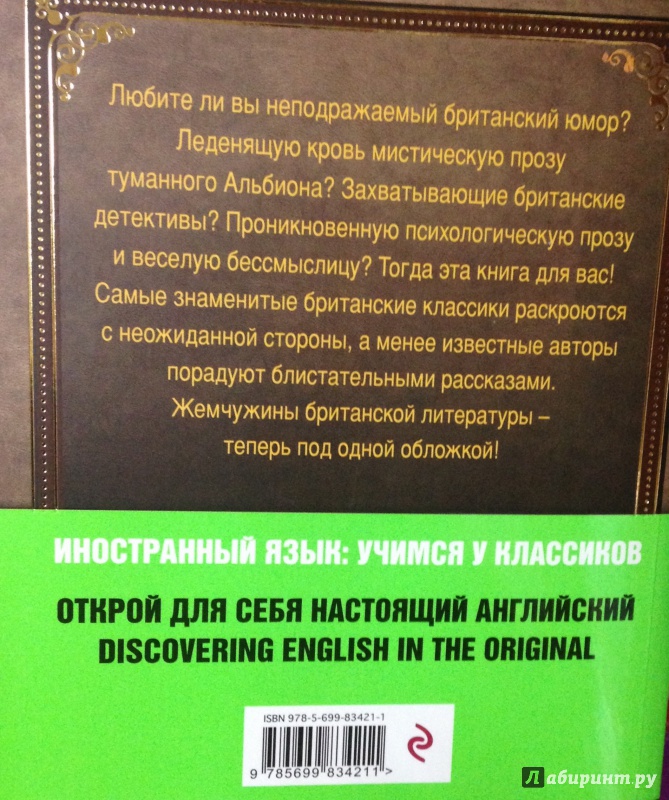 Любите ли вы неподражаемый британский юмор?
Леденящую кровь мистическую прозу
туманного Альбиона? Захватывающие британские
детективы? Проникновенную психологическую прозу
и веселую бессмыслицу? Тогда эта книга для вас!
Самые знаменитые британские классики раскроются
с неожиданной стороны, а менее известные авторы
порадуют блистательными рассказами.
Жемчужины британской литературы –
теперь под одной обложкой!
ИНОСТРАННЫЙ ЯЗЫК: УЧИМСЯ У КЛАССИКОВ
ОТКРОЙ ДЛЯ СЕБЯ НАСТОЯЩИЙ АНГЛИЙСКИЙ
DISCOVERING ENGLISH IN THE ORIGINAL
ISBN 978-5-699-83421-1
9 785699 834211 >
Лабиринт.ру